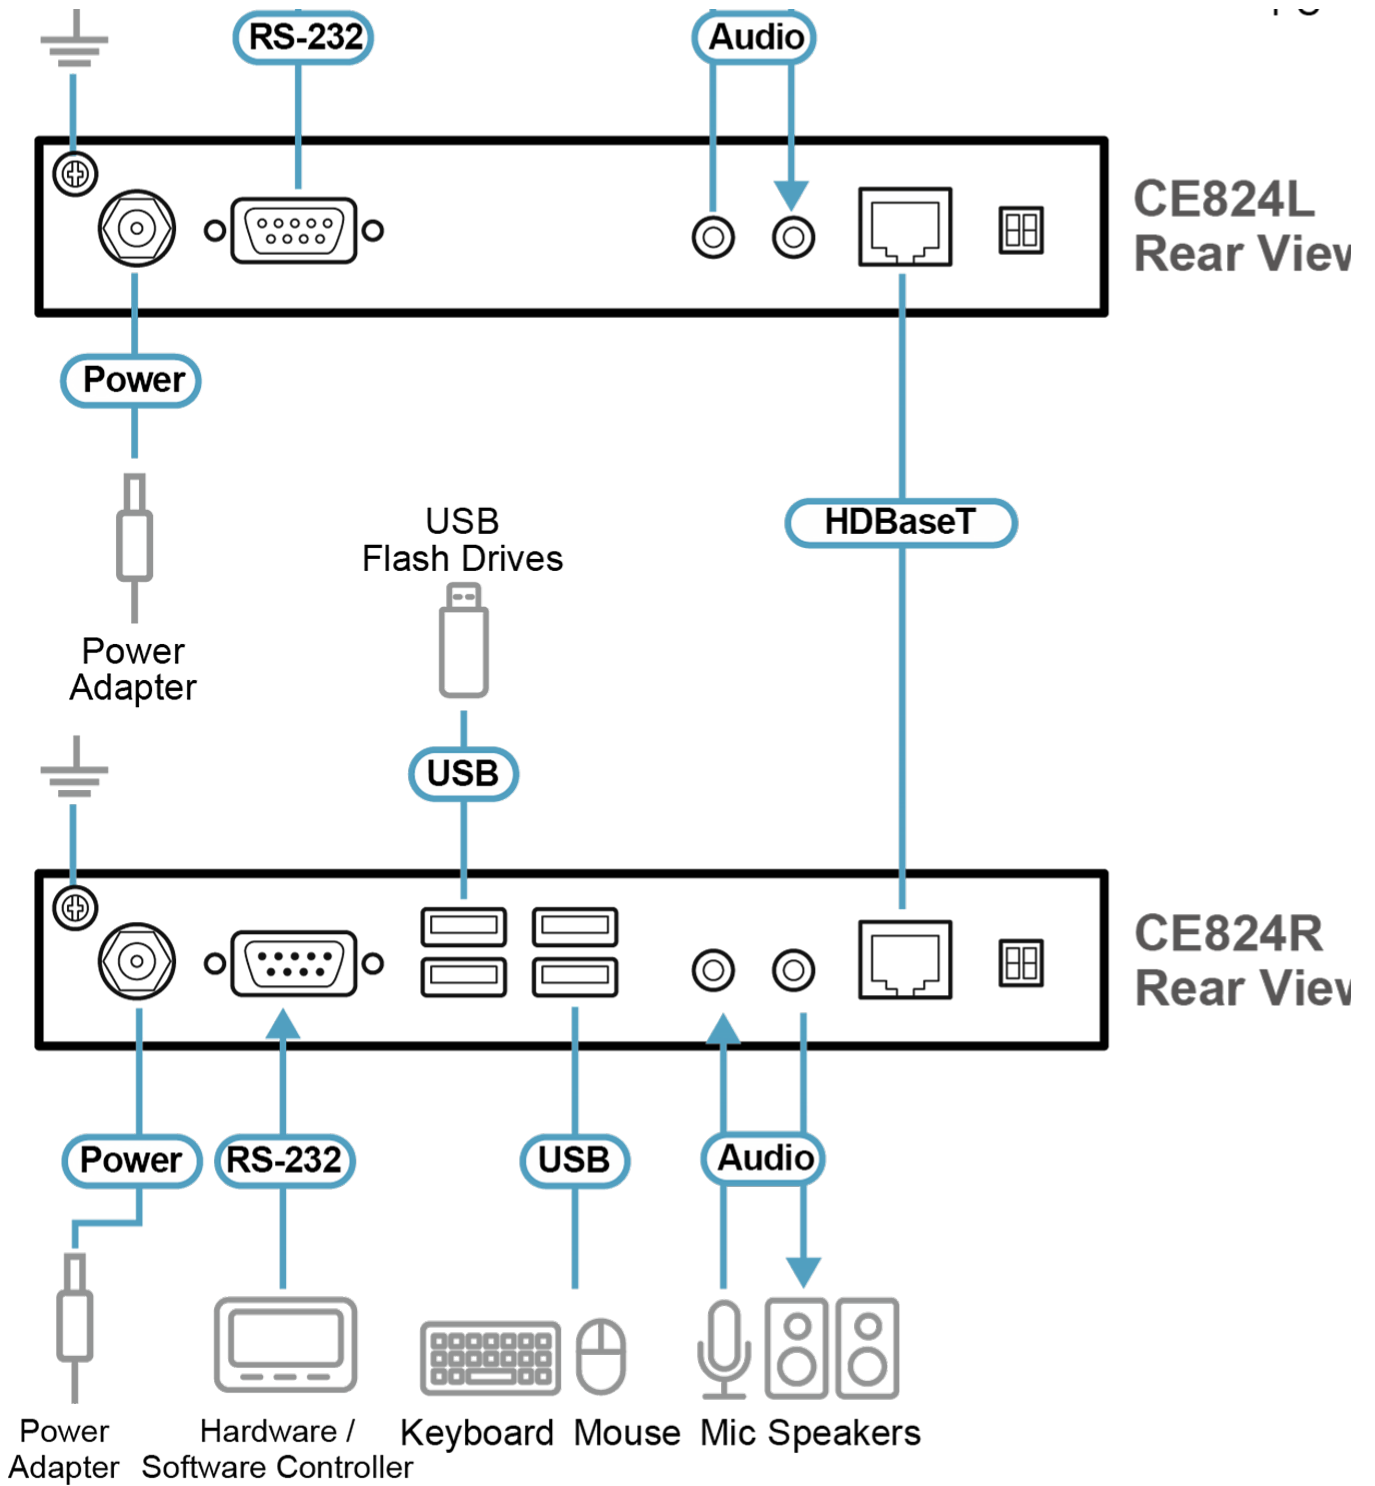 RS-232
Audio
CE824L
Rear View
Power
HDBaseT
USB
Flash Drives
Power
Adapter
USB
CE824R
Rear View
Power
RS-232
USB
Audio
Power
Adapter
Hardware /
Software Controller
Keyboard
Mouse
Mic
Speakers